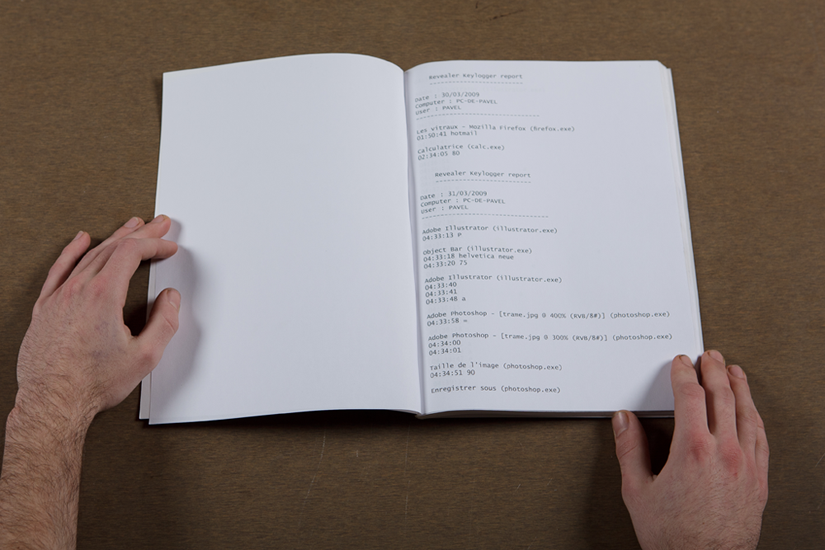 Revealer Keylogger report
------------------------
Date : 30/03/2009
Computer : PC-DE-PAVEL
User : PAVEL
--------------------------------
Les vitraux - Mozilla Firefox (firefox.exe)
01:50:41 hotmail
Calculatrice (calc.exe)
02:34:05 80
Revealer Keylogger report
------------------------
Date : 31/03/2009
Computer : PC-DE-PAVEL
User : PAVEL
--------------------------------
Adobe Illustrator (illustrator.exe)
04:33:13 P
Object Bar (illustrator.exe)
04:33:18 helvetica neue
04:33:20 75
Adobe Illustrator (illustrator.exe)
04:33:40
04:33:41
04:33:48 a
Adobe Photoshop - [trame.jpg @ 400% (RVB/8#)] (photoshop.exe)
04:33:58 =
Adobe Photoshop - [trame.jpg @ 300% (RVB/8#)] (photoshop.exe)
04:34:00
04:34:01
Taille de l'image (photoshop.exe)
04:34:51 90
Enregistrer sous (photoshop.exe)